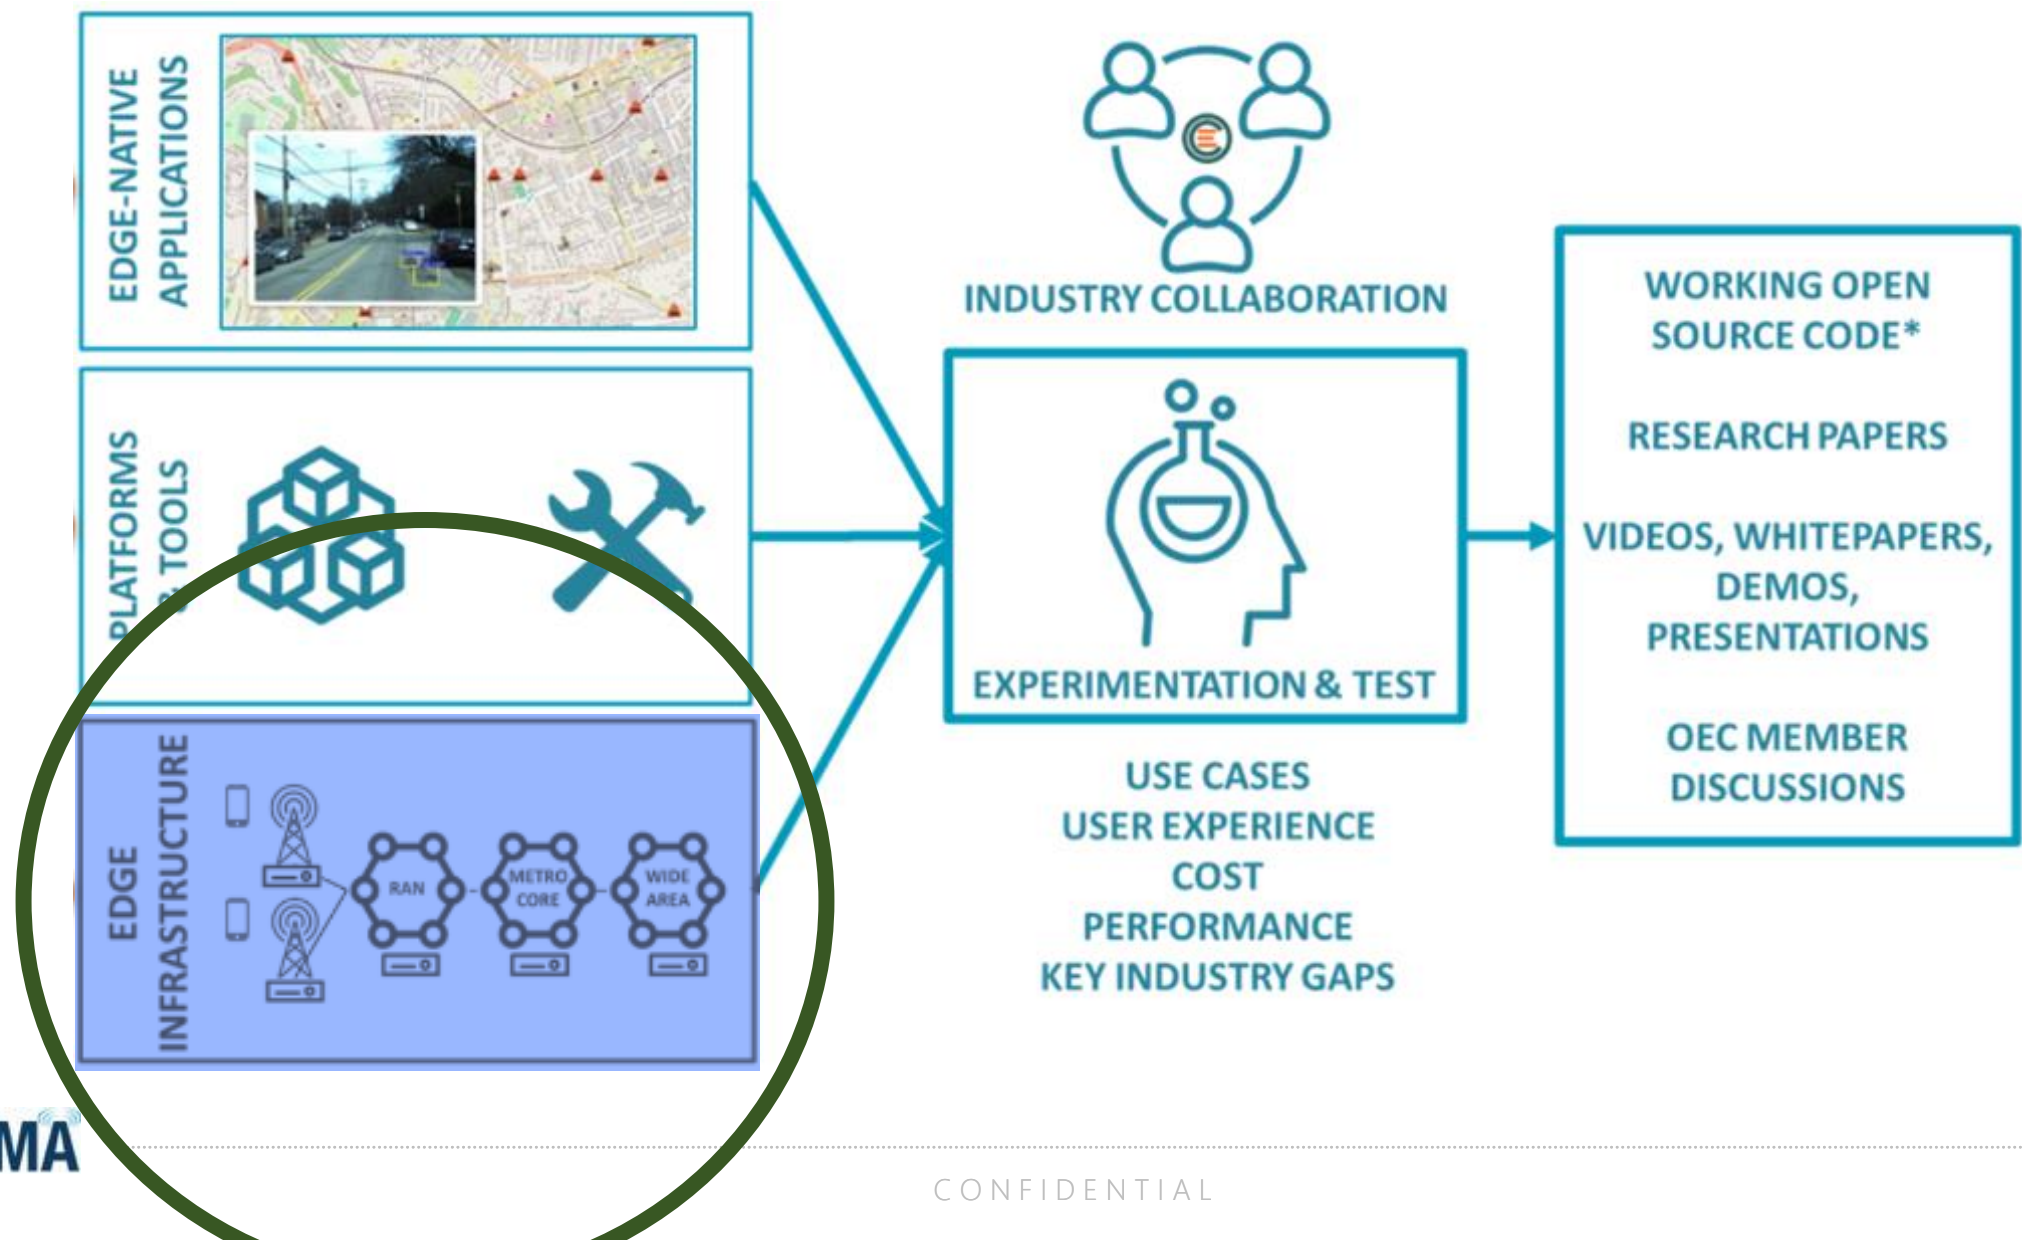 EDGE-NATIVE
APPLICATIONS
PLATFORMS
& TOOLS
EDGE
INFRASTRUCTURE
RAN
METRO
CORE
WIDE
AREA
INDUSTRY COLLABORATION
EXPERIMENTATION & TEST
USE CASES
USER EXPERIENCE
COST
PERFORMANCE
KEY INDUSTRY GAPS
WORKING OPEN
SOURCE CODE*
RESEARCH PAPERS
VIDEOS, WHITEPAPERS,
DEMOS,
PRESENTATIONS
OEC MEMBER
DISCUSSIONS
MA
CONFIDENTIAL